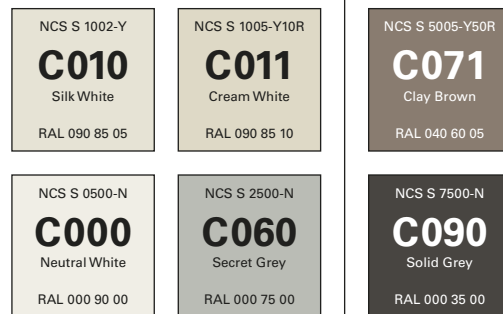 NCS S 1002-Y
C010
Silk White
RAL 090 85 05
NCS S 1005-Y10R
C011
Cream White
RAL 090 85 10
NCS S 5005-Y50R
C071
Clay Brown
RAL 040 60 05
NCS S 0500-N
C000
Neutral White
RAL 000 90 00
NCS S 2500-N
C060
Secret Grey
RAL 000 75 00
NCS S 7500-N
C090
Solid Grey
RAL 000 35 00